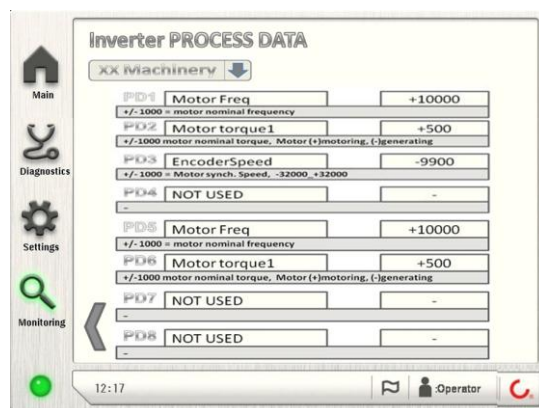 Inverter PROCESS DATA
XX Machinery
Main
PD1 Motor Freq +10000
+/- 1000 = motor nominal frequency
PD2 Motor torque1 +500
+/-1000 motor nominal torque, Motor (+)motoring, (-)generating
Diagnostics
PD3 EncoderSpeed -9900
+/- 1000 = Motor synch. Speed, -32000_+32000
PD4 NOT USED -
-
Settings
PD5 Motor Freq +10000
+/- 1000 = motor nominal frequency
PD6 Motor torque1 +500
+/-1000 motor nominal torque, Motor (+)motoring, (-)generating
Monitoring
PD7 NOT USED -
-
PD8 NOT USED -
-
12:17 :Operator